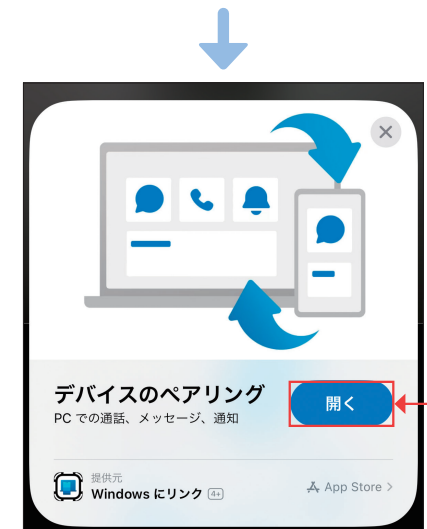 デバイスのペアリング
PC での通話、メッセージ、通知
開く
提供元
Windows にリンク 4+
App Store >